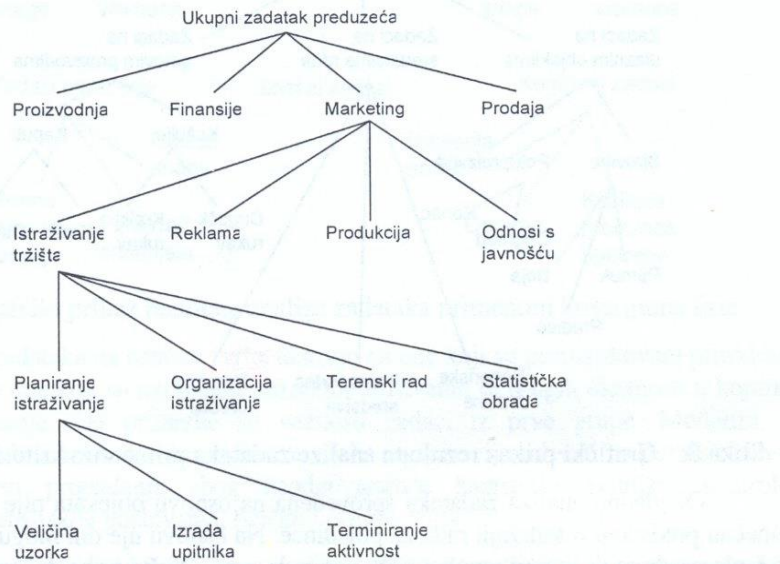 Ukupni zadatak preduzeća
Proizvodnja
Finansije
Marketing
Prodaja
Istraživanje
tržišta
Reklama
Produkcija
Odnosi s
javnošću
Planiranje
istraživanja
Organizacija
istraživanja
Terenski rad
Statistička
obrada
Veličina
uzorka
Izrada
upitnika
Terminiranje
aktivnost